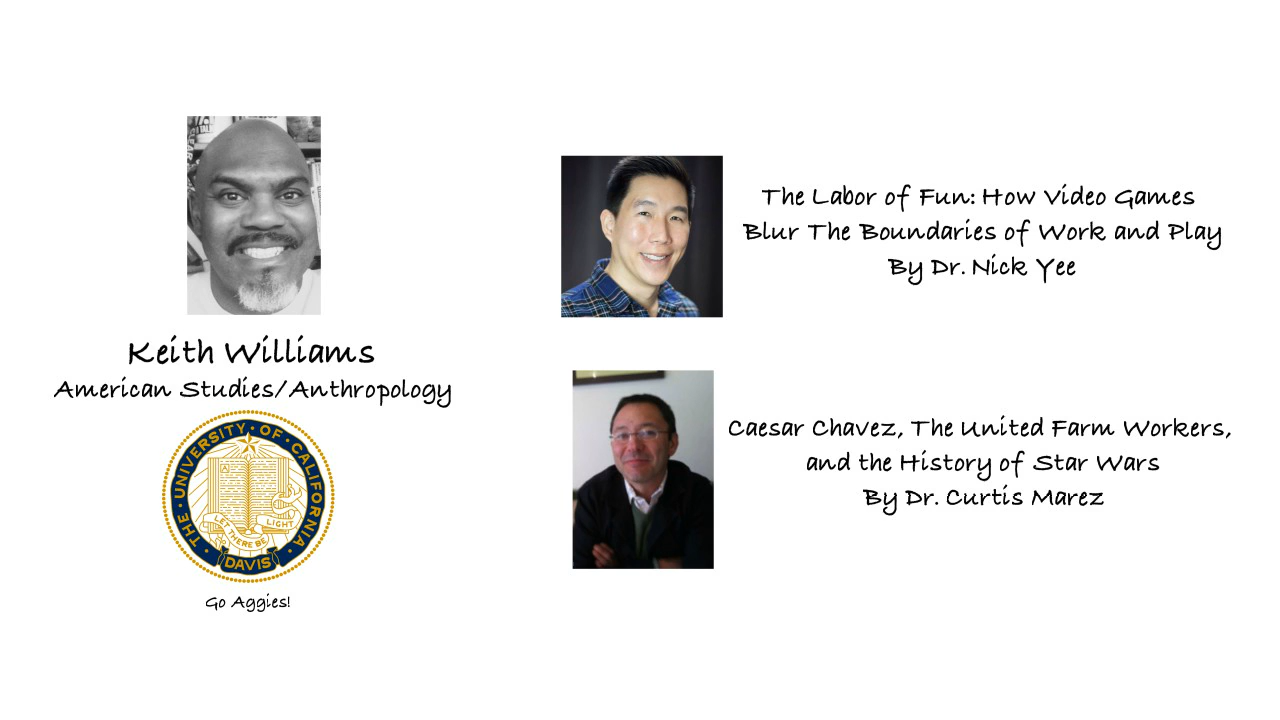 Keith Williams
American Studies/Anthropology
THE · UNIVERSITY · OF · CALIFORNIA
A
LET THERE BE
LIGHT
DAVIS
Go Aggies!
The Labor of Fun: How Video Games
Blur The Boundaries of Work and Play
By Dr. Nick Yee
Caesar Chavez, The United Farm Workers,
and the History of Star Wars
By Dr. Curtis Marez